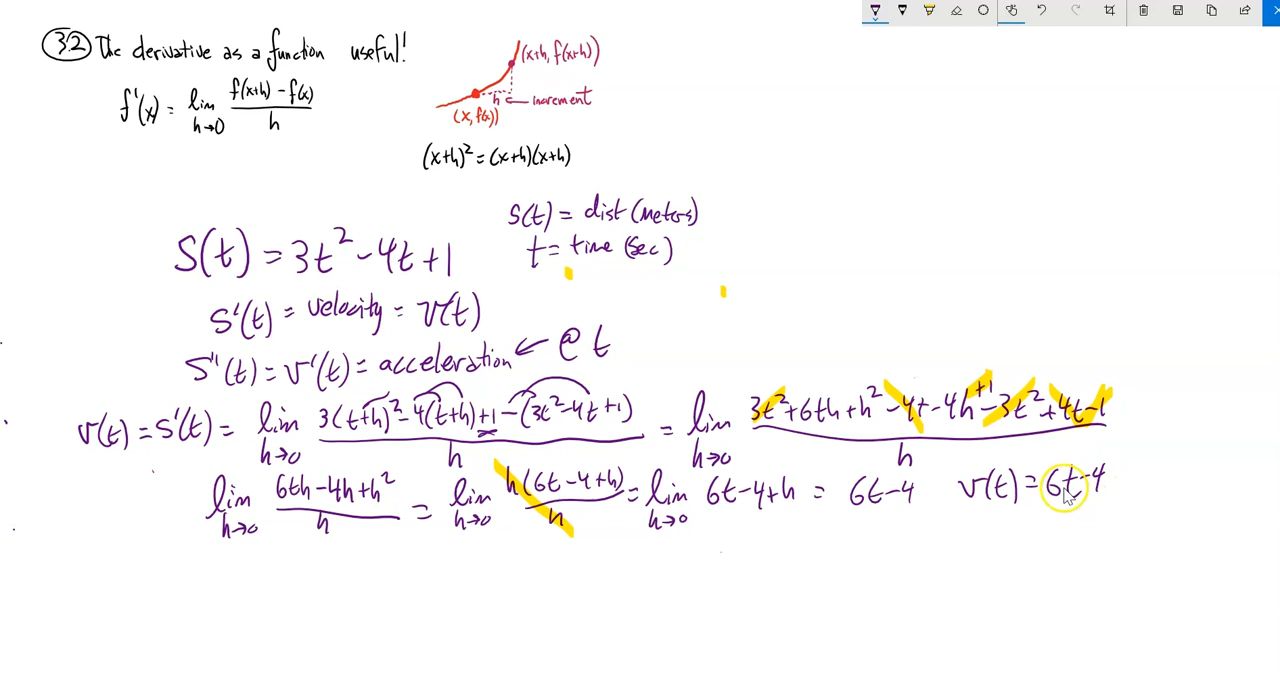 3.2 The derivative as a function useful!
f'(x) = lim h→0 f(x+h) - f(x) / h
(x+h, f(x+h))
h ← increment
(x, f(x))
(x+h)² = (x+h)(x+h)
S(t) = dist (meters)
t = time (sec)
S(t) = 3t² - 4t + 1
S'(t) = velocity = v(t)
S''(t) = v'(t) = acceleration ← @ t
v(t) = S'(t) = lim h→0 3(t+h)² - 4(t+h) + 1 - (3t² - 4t + 1) / h = lim h→0 3t² + 6th + h² - 4t - 4h + 1 - 3t² + 4t - 1 / h
lim h→0 6th - 4h + h² / h = lim h→0 h(6t - 4 + h) / h = lim h→0 6t - 4 + h = 6t - 4 v(t) = 6t - 4